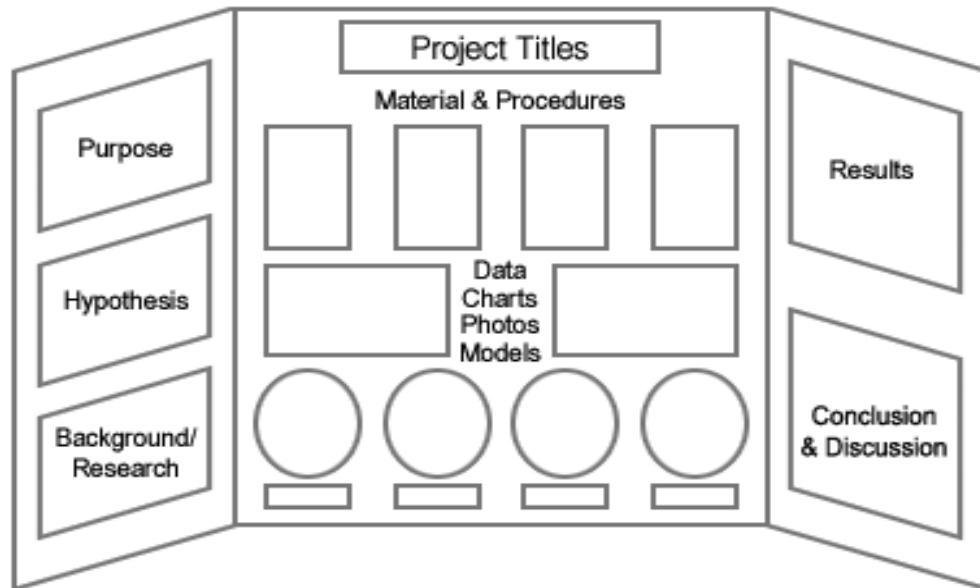 Project Titles
Material & Procedures
Purpose
Hypothesis
Background/
Research
Data
Charts
Photos
Models
Results
Conclusion
& Discussion